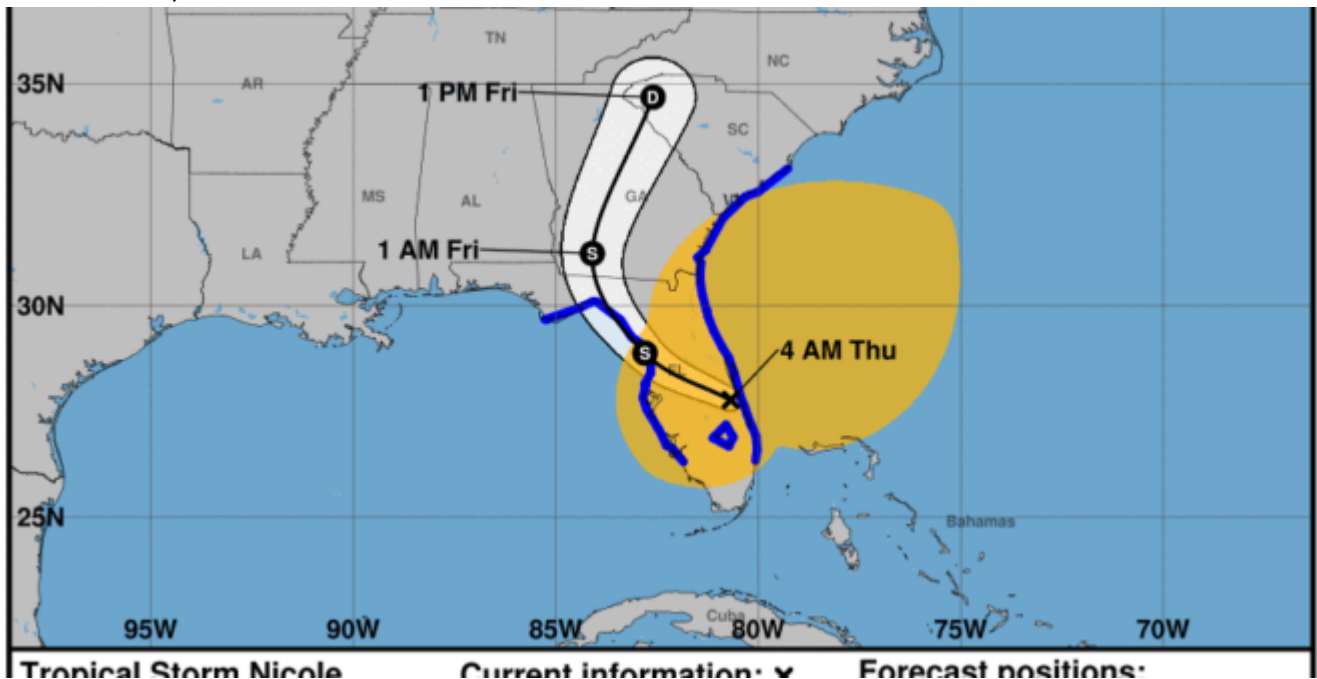 TN
NC
35N
AR
1 PM Fri
D
SC
MS
AL
GA
1 AM Fri
S
LA
30N
S
4 AM Thu
FL
25N
Bahamas
Cuba
95W
90W
85W
80W
75W
70W
Tropical Storm Nicole
Current information: ×
Forecast positions: